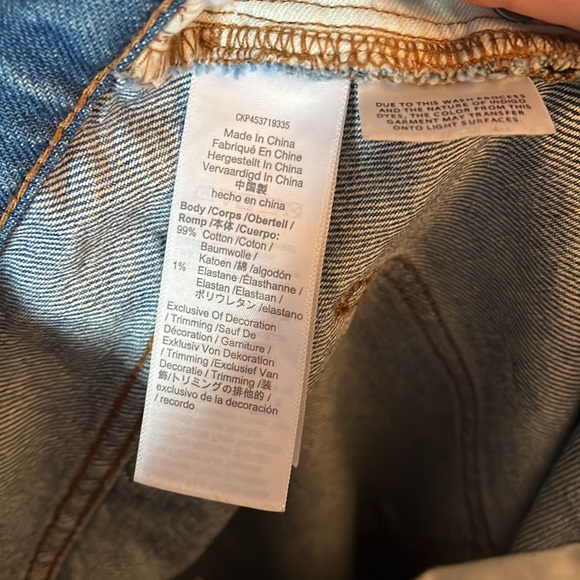 CKP453719335
Made In China
Fabriqué En Chine
Hergestellt In China
Vervaardigd In China
中国製
hecho en china
Body /Corps /Oberteil /
Romp /本体 /Cuerpo:
99% Cotton /Coton /
Baumwolle /
Katoen /綿 /algodón
1% Elastane /Élasthanne /
Elastan /Elastaan /
ポリウレタン /elastano
Exclusive Of Decoration
/ Trimming /Sauf De
Décoration / Garniture /
Exklusiv Von Dekoration
/ Trimming /Exclusief Van
Decoratie / Trimming /装
飾/トリミングの排他的 /
exclusivo de la decoración
/ recordo
DUE TO THIS WASH PROCESS
AND THE NATURE OF INDIGO
DYES, THE COLOR OF THIS
GARMENT MAY TRANSFER
ONTO LIGHT SURFACES.